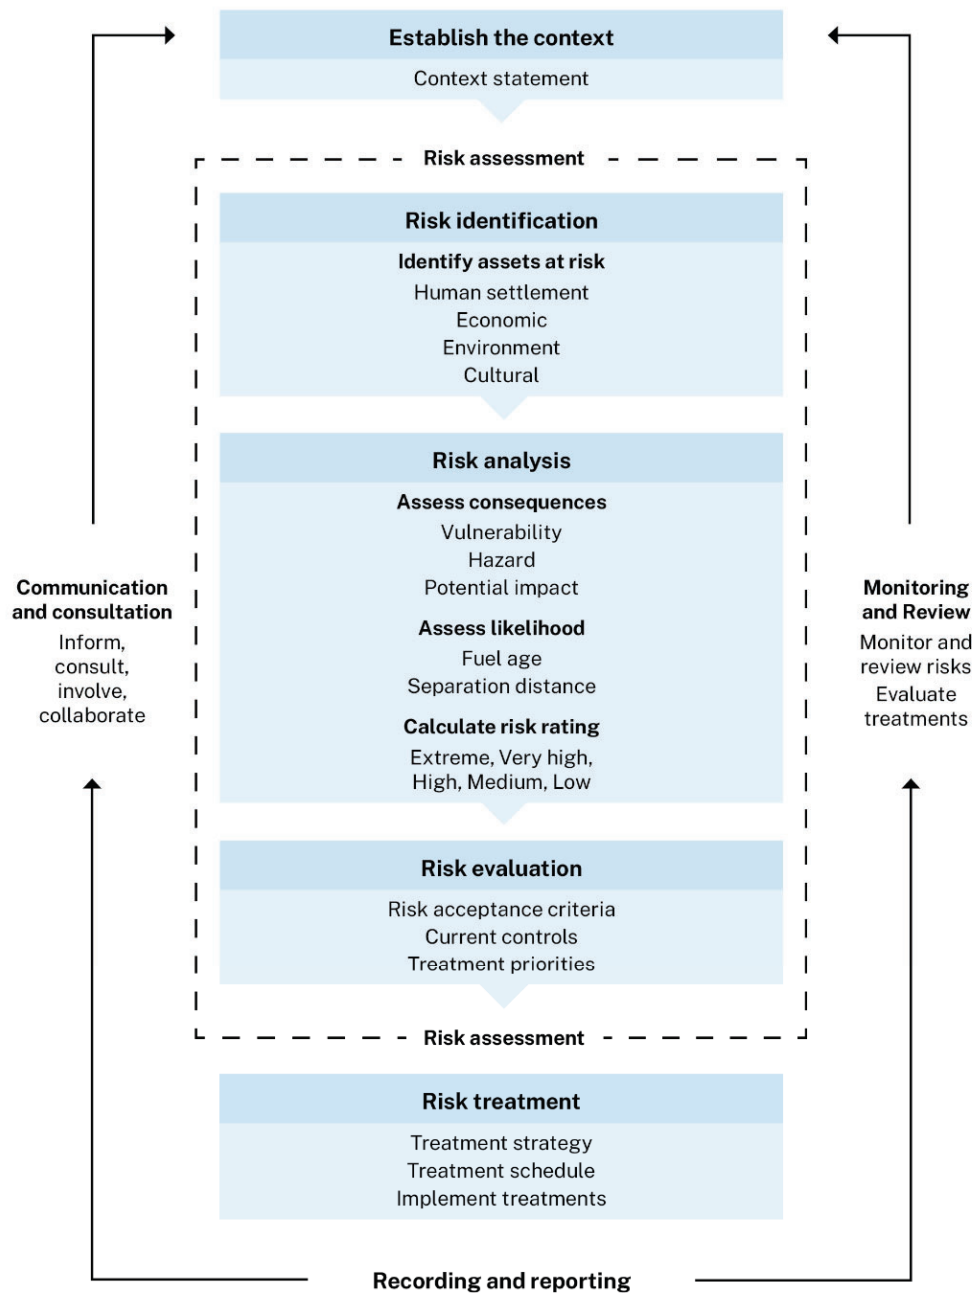 Establish the context
Context statement
Risk assessment
Risk identification
Identify assets at risk
Human settlement
Economic
Environment
Cultural
Risk analysis
Assess consequences
Vulnerability
Hazard
Potential impact
Assess likelihood
Fuel age
Separation distance
Calculate risk rating
Extreme, Very high,
High, Medium, Low
Risk evaluation
Risk acceptance criteria
Current controls
Treatment priorities
Risk assessment
Risk treatment
Treatment strategy
Treatment schedule
Implement treatments
Communication
and consultation
Inform,
consult,
involve,
collaborate
Monitoring
and Review
Monitor and
review risks
Evaluate
treatments
Recording and reporting